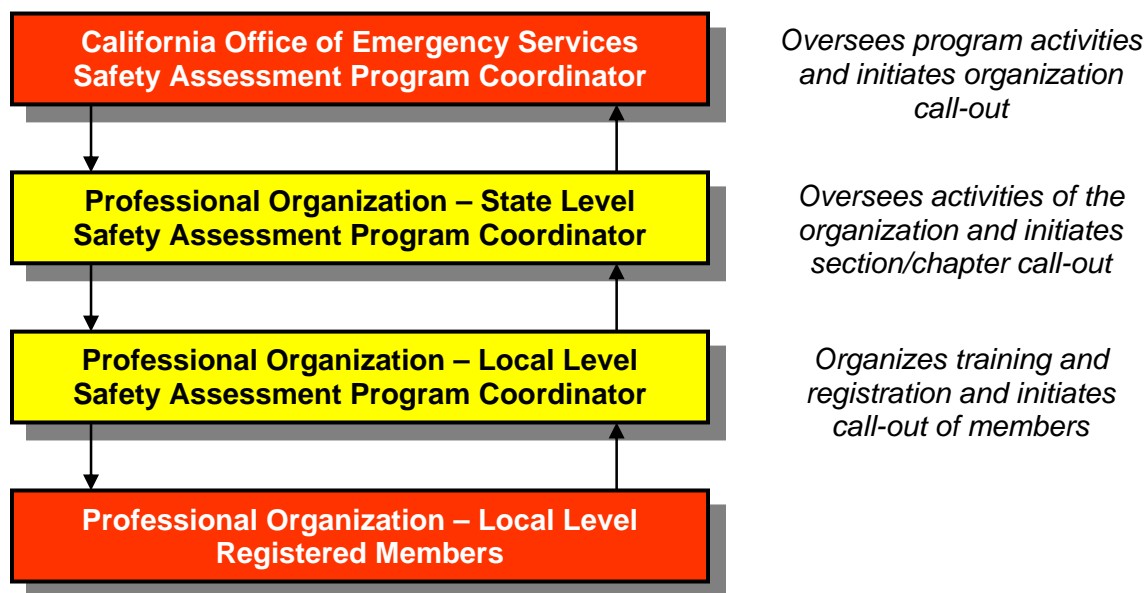 California Office of Emergency Services
Safety Assessment Program Coordinator
Oversees program activities
and initiates organization
call-out
Professional Organization – State Level
Safety Assessment Program Coordinator
Oversees activities of the
organization and initiates
section/chapter call-out
Professional Organization – Local Level
Safety Assessment Program Coordinator
Organizes training and
registration and initiates
call-out of members
Professional Organization – Local Level
Registered Members